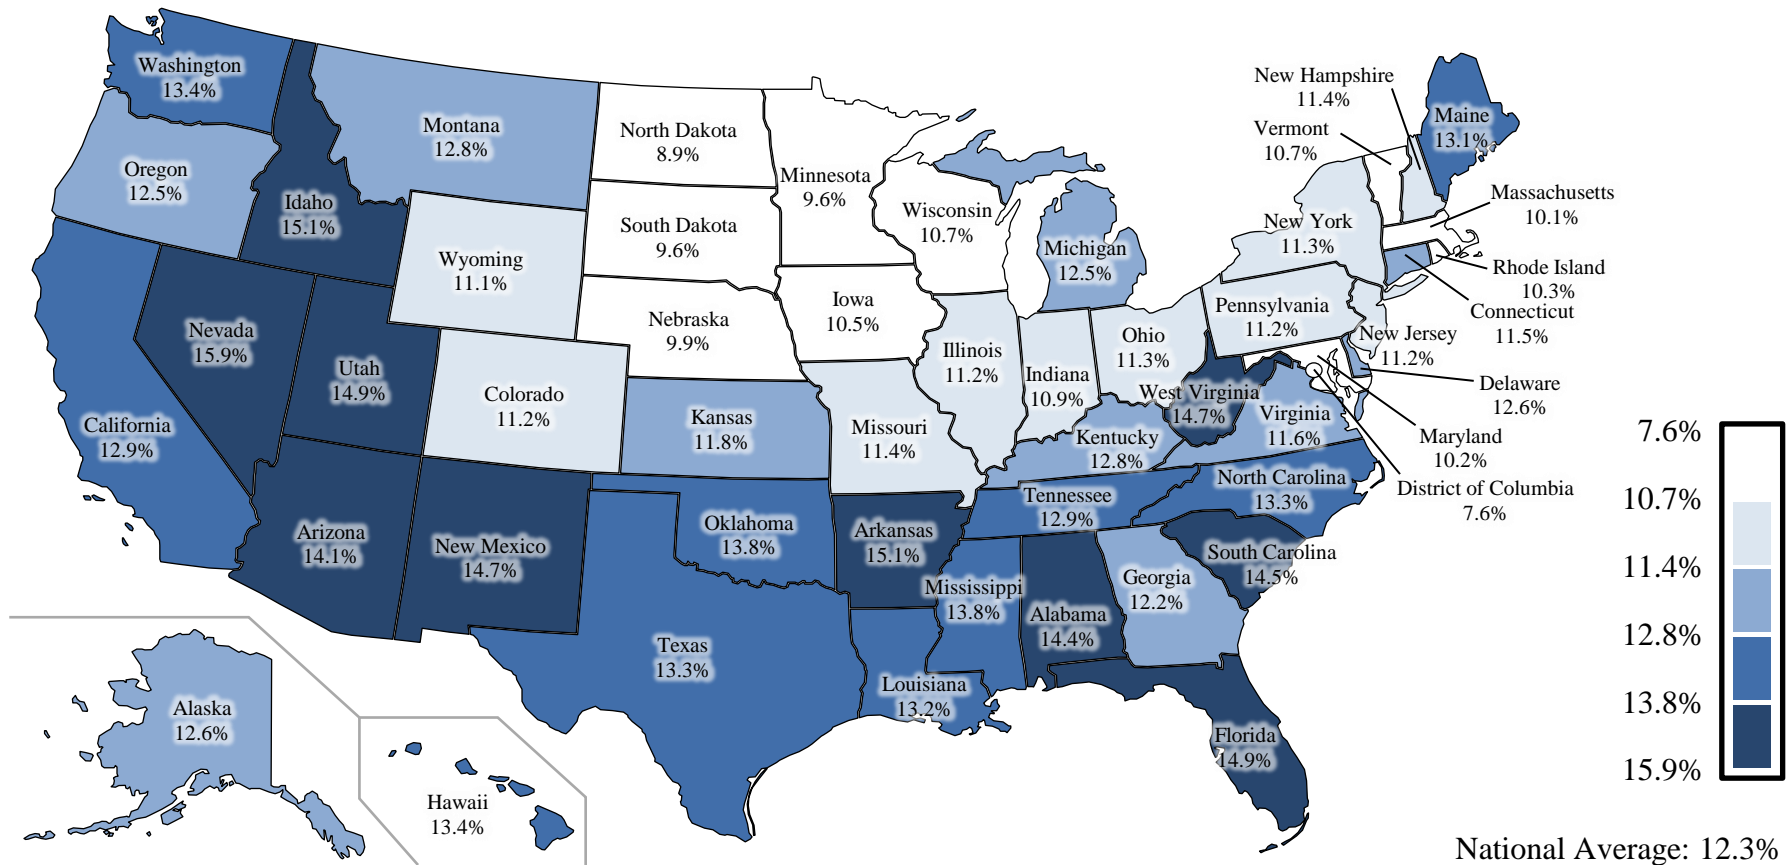 Washington
13.4%
Oregon
12.5%
California
12.9%
Idaho
15.1%
Nevada
15.9%
Utah
14.9%
Arizona
14.1%
Montana
12.8%
Wyoming
11.1%
Colorado
11.2%
New Mexico
14.7%
North Dakota
8.9%
South Dakota
9.6%
Nebraska
9.9%
Kansas
11.8%
Oklahoma
13.8%
Texas
13.3%
Minnesota
9.6%
Iowa
10.5%
Missouri
11.4%
Arkansas
15.1%
Louisiana
13.2%
Wisconsin
10.7%
Illinois
11.2%
Michigan
12.5%
Indiana
10.9%
Ohio
11.3%
Kentucky
12.8%
Tennessee
12.9%
Mississippi
13.8%
Alabama
14.4%
Georgia
12.2%
Florida
14.9%
South Carolina
14.5%
North Carolina
13.3%
Virginia
11.6%
West Virginia
14.7%
Pennsylvania
11.2%
New York
11.3%
New Hampshire
11.4%
Vermont
10.7%
Maine
13.1%
Massachusetts
10.1%
Rhode Island
10.3%
Connecticut
11.5%
New Jersey
11.2%
Delaware
12.6%
Maryland
10.2%
District of Columbia
7.6%
Alaska
12.6%
Hawaii
13.4%
7.6%
10.7%
11.4%
12.8%
13.8%
15.9%
National Average: 12.3%